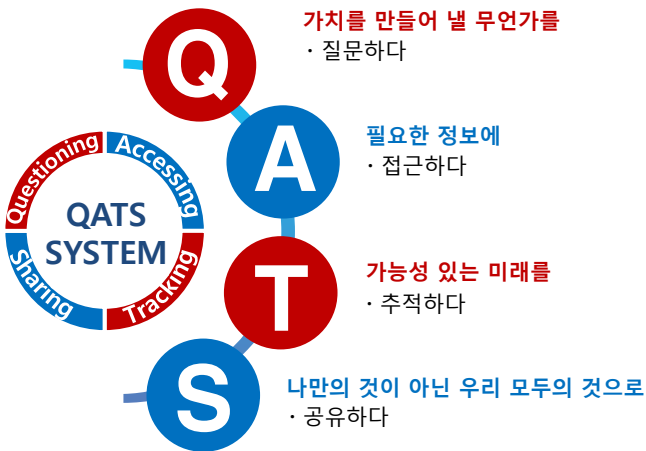 Q
가치를 만들어 낼 무언가를
· 질문하다
A
필요한 정보에
· 접근하다
Questioning
Accessing
QATS
SYSTEM
Sharing
Tracking
T
가능성 있는 미래를
· 추적하다
S
나만의 것이 아닌 우리 모두의 것으로
· 공유하다